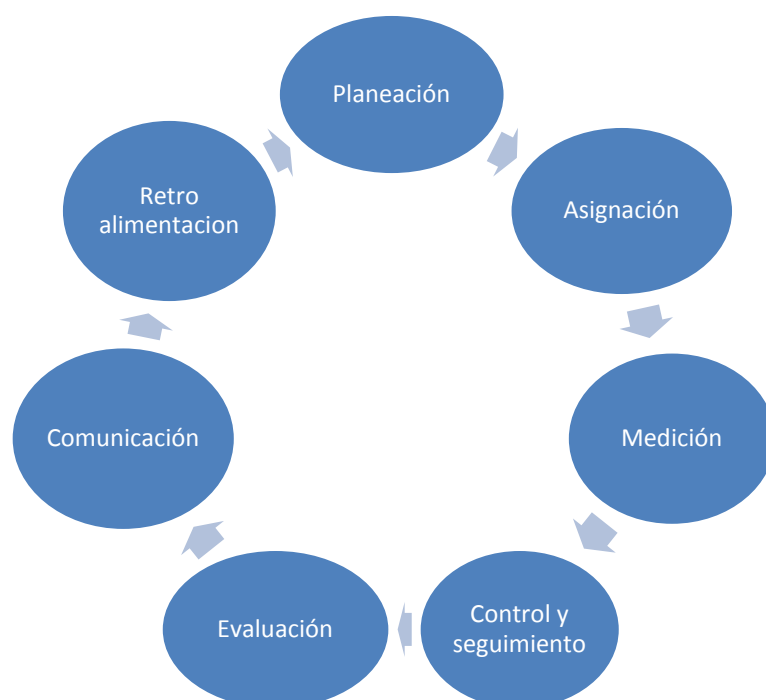 Planeación
Asignación
Medición
Control y
seguimiento
Evaluación
Comunicación
Retro
alimentacion